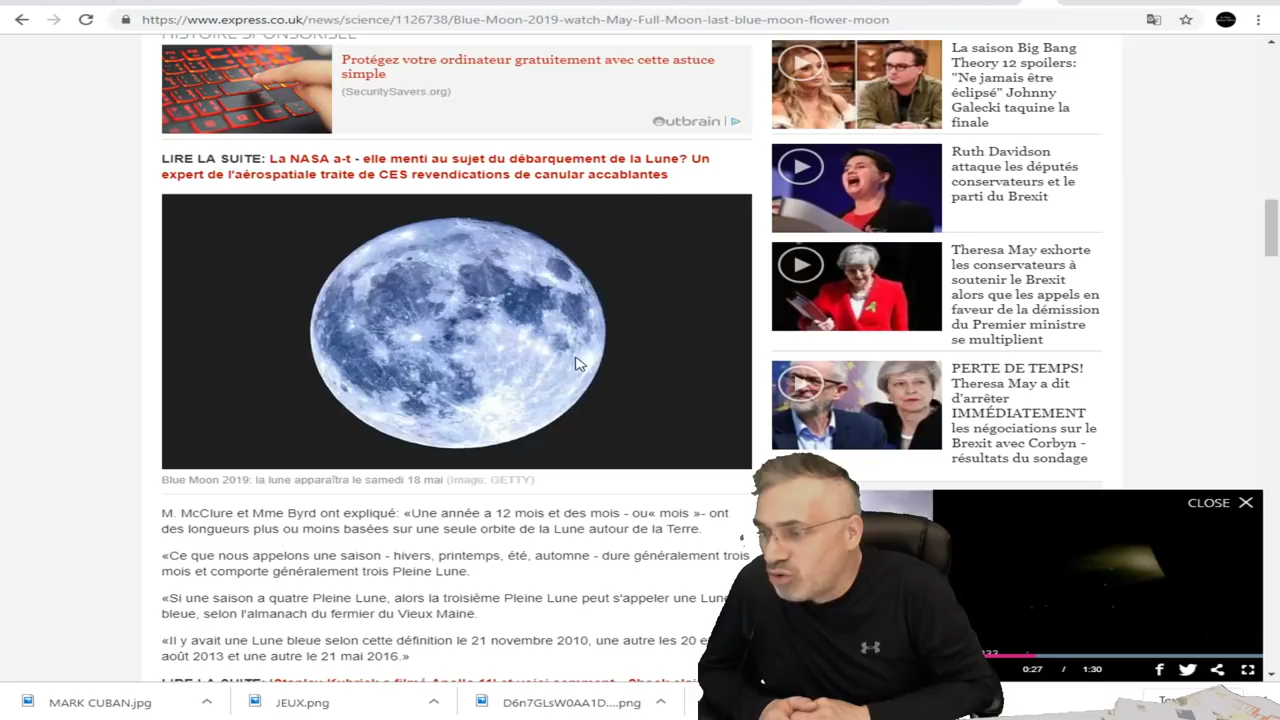 https://www.express.co.uk/news/science/1126738/Blue-Moon-2019-watch-May-Full-Moon-last-blue-moon-flower-moon
HISTOIRE SPONSORISÉE
Protégez votre ordinateur gratuitement avec cette astuce
simple
(SecuritySavers.org)
Outbrain
LIRE LA SUITE: La NASA a-t - elle menti au sujet du débarquement de la Lune? Un
expert de l'aérospatiale traite de CES revendications de canular accablantes
Blue Moon 2019: la lune apparaîtra le samedi 18 mai (Image: GETTY)
M. McClure et Mme Byrd ont expliqué: «Une année a 12 mois et des mois - ou« mois »- ont
des longueurs plus ou moins basées sur une seule orbite de la Lune autour de la Terre.
«Ce que nous appelons une saison - hivers, printemps, été, automne - dure généralement trois
mois et comporte généralement trois Pleine Lune.
«Si une saison a quatre Pleine Lune, alors la troisième Pleine Lune peut s'appeler une
bleue, selon l'almanach du fermier du Vieux Maine.
«Il y avait une Lune bleue selon cette définition le 21 novembre 2010, une autre les 20
août 2013 et une autre le 21 mai 2016.»
LIRE LA SUITE:
La saison Big Bang
Theory 12 spoilers:
"Ne jamais être
éclipsé" Johnny
Galecki taquine la
finale
Ruth Davidson
attaque les députés
conservateurs et le
parti du Brexit
Theresa May exhorte
les conservateurs à
soutenir le Brexit
alors que les appels en
faveur de la démission
du Premier ministre
se multiplient
PERTE DE TEMPS!
Theresa May a dit
d'arrêter
IMMÉDIATEMENT
les négociations sur le
Brexit avec Corbyn -
résultats du sondage
CLOSE
0:27 / 1:30
MARK CUBAN.jpg
JEUX.png
D6n7GLsW0AA1D....png